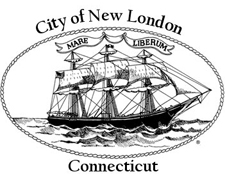 City of New London
MARE LIBERUM
Connecticut
®